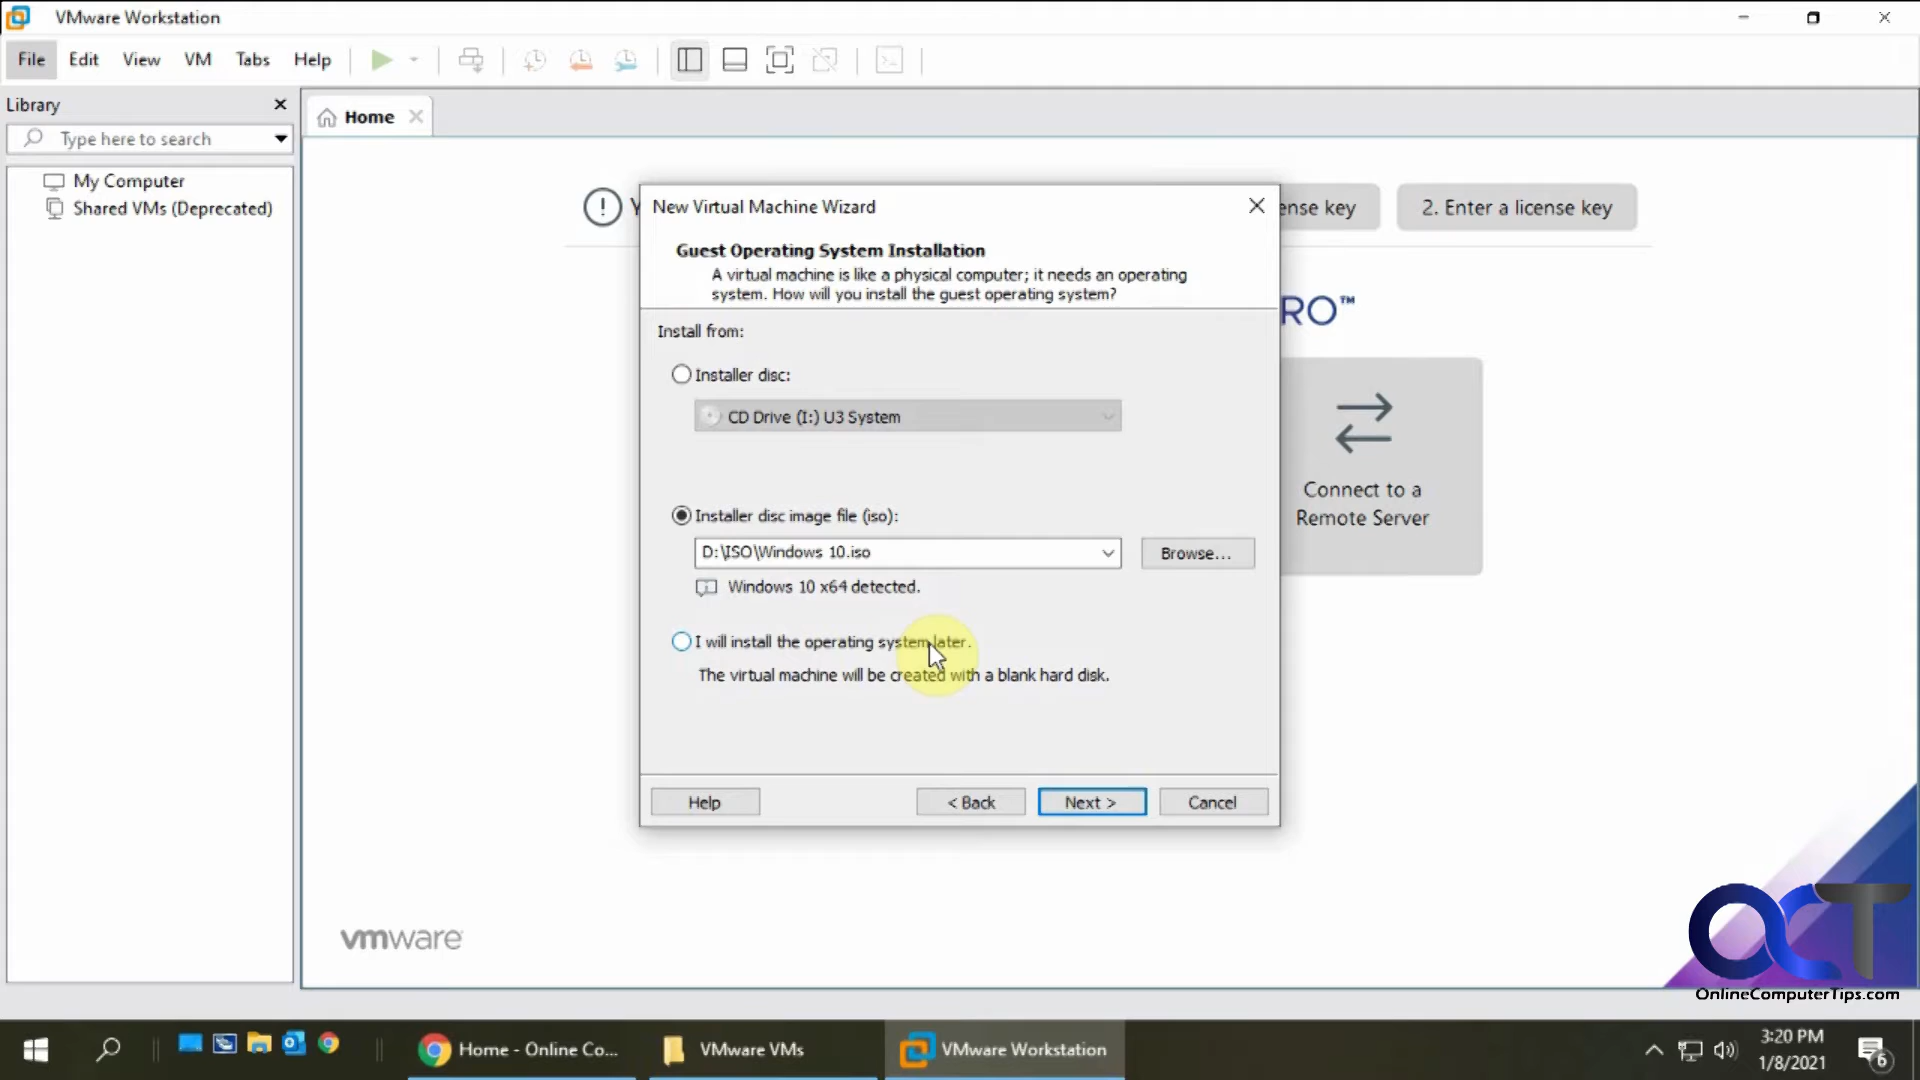 VMware Workstation
File Edit View VM Tabs Help
Library
Type here to search
My Computer
Shared VMs (Deprecated)
Home
2. Enter a license key
RO™
Connect to a
Remote Server
New Virtual Machine Wizard
Guest Operating System Installation
A virtual machine is like a physical computer; it needs an operating
system. How will you install the guest operating system?
Install from:
Installer disc:
CD Drive (I:) U3 System
Installer disc image file (iso):
D:\ISO\Windows 10.iso
Browse...
Windows 10 x64 detected.
I will install the operating system later.
The virtual machine will be created with a blank hard disk.
Help
< Back
Next >
Cancel
vmware
OCT
OnlineComputerTips.com
Home - Online Co...
VMware VMs
VMware Workstation
3:20 PM
1/8/2021
6